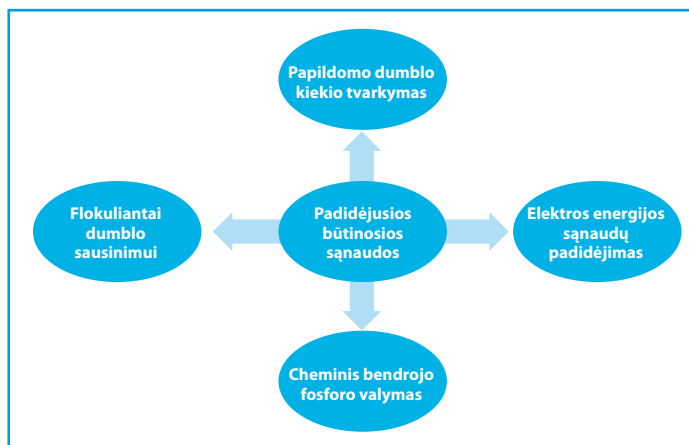 Papildomo dumblo
kiekio tvarkymas
Flokuliantai
dumblo
sausinimui
Padidėjusios
būtinosios
sąnaudos
Elektros energijos
sąnaudų
padidėjimas
Cheminis bendrojo
fosforo valymas